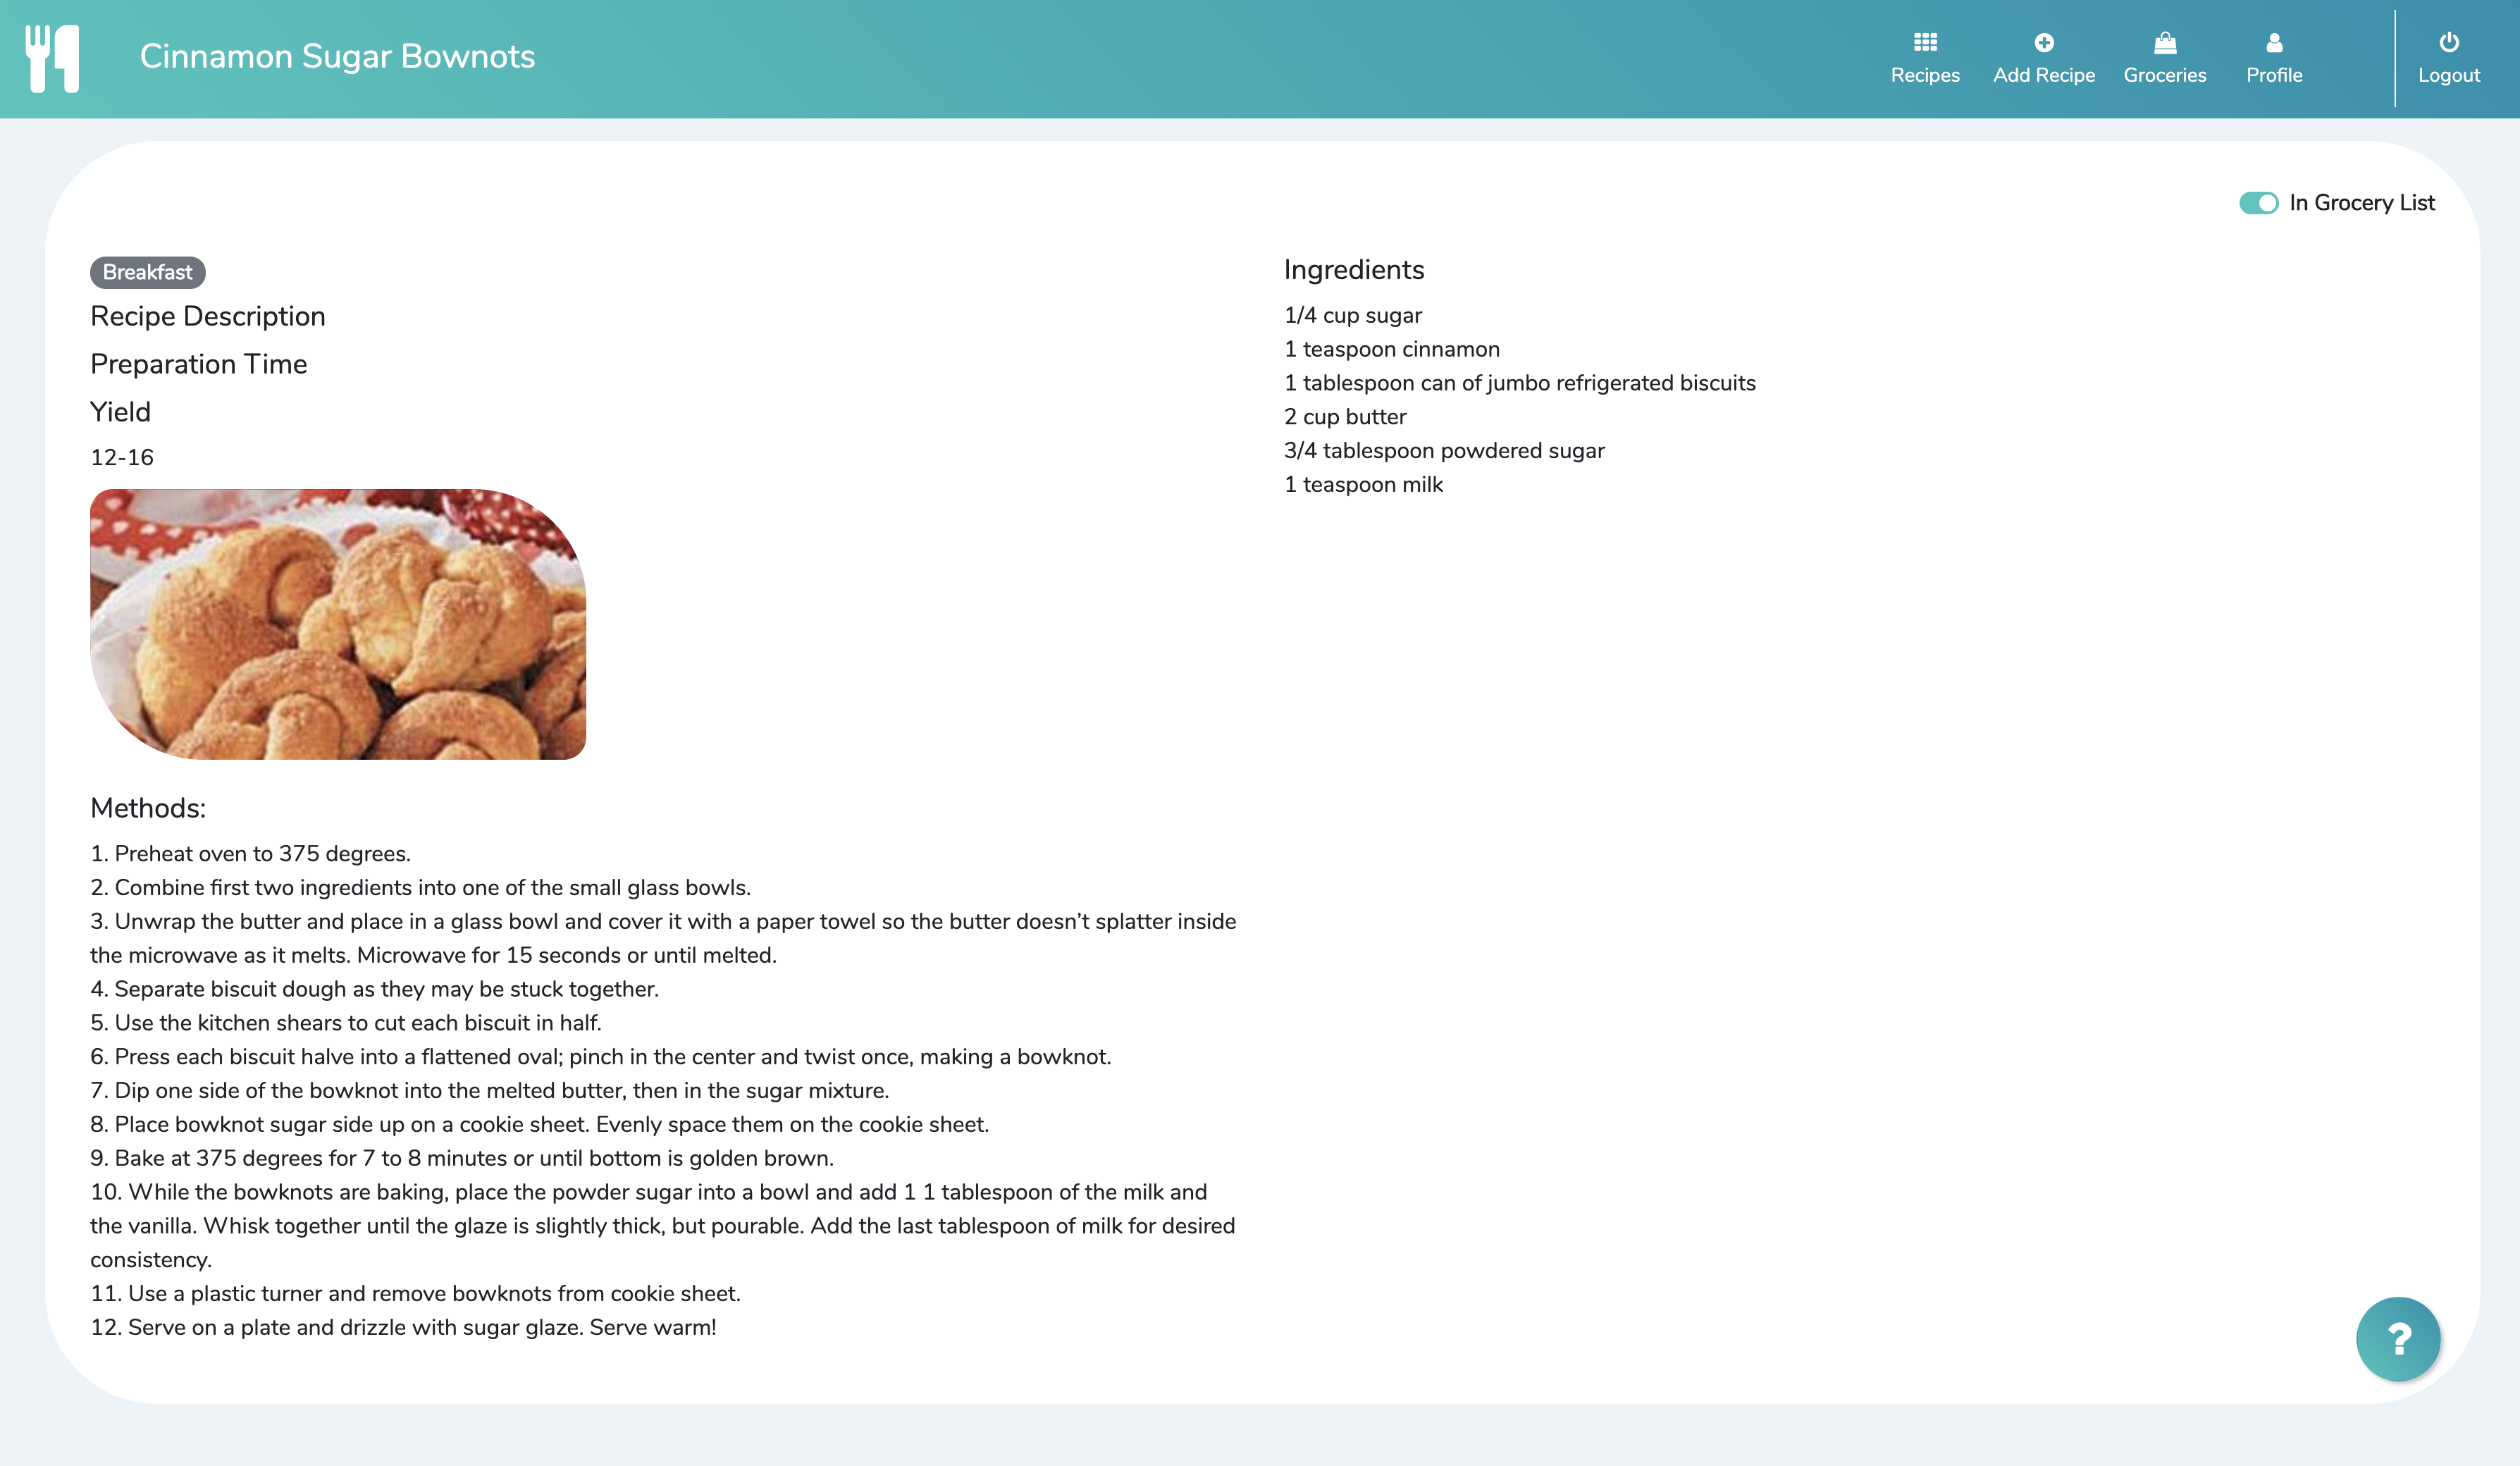 Cinnamon Sugar Bownots
Recipes
Add Recipe
Groceries
Profile
Logout
In Grocery List
Breakfast
Recipe Description
Preparation Time
Yield
12-16
Methods:
1. Preheat oven to 375 degrees.
2. Combine first two ingredients into one of the small glass bowls.
3. Unwrap the butter and place in a glass bowl and cover it with a paper towel so the butter doesn’t splatter inside
the microwave as it melts. Microwave for 15 seconds or until melted.
4. Separate biscuit dough as they may be stuck together.
5. Use the kitchen shears to cut each biscuit in half.
6. Press each biscuit halve into a flattened oval; pinch in the center and twist once, making a bowknot.
7. Dip one side of the bowknot into the melted butter, then in the sugar mixture.
8. Place bowknot sugar side up on a cookie sheet. Evenly space them on the cookie sheet.
9. Bake at 375 degrees for 7 to 8 minutes or until bottom is golden brown.
10. While the bowknots are baking, place the powder sugar into a bowl and add 1 1 tablespoon of the milk and
the vanilla. Whisk together until the glaze is slightly thick, but pourable. Add the last tablespoon of milk for desired
consistency.
11. Use a plastic turner and remove bowknots from cookie sheet.
12. Serve on a plate and drizzle with sugar glaze. Serve warm!
Ingredients
1/4 cup sugar
1 teaspoon cinnamon
1 tablespoon can of jumbo refrigerated biscuits
2 cup butter
3/4 tablespoon powdered sugar
1 teaspoon milk
?